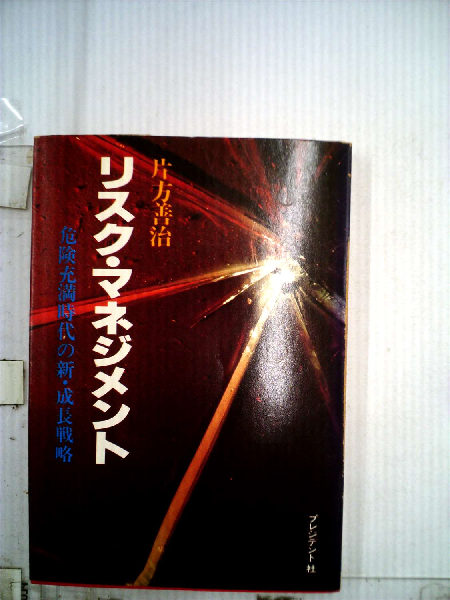 片方善治
リスク・マネジメント
危険充満時代の新・成長戦略
プレジデント社